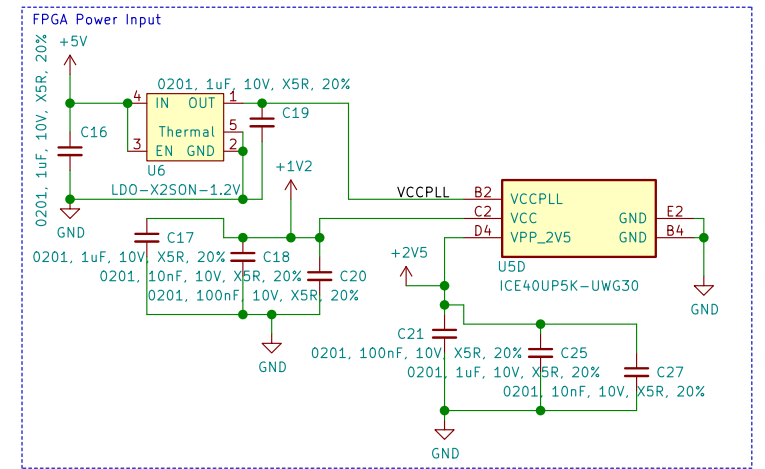 FPGA Power Input
+5V
0201, 1uF, 10V, X5R, 20%
C16
GND
4
IN
OUT
1
3
EN
GND
2
Thermal
5
U6
LDO-X2SON-1.2V
0201, 1uF, 10V, X5R, 20%
C19
+1V2
VCCPLL
B2
VCCPLL
C2
VCC
D4
VPP_2V5
GND
E2
GND
B4
U5D
ICE40UP5K-UWG30
GND
C17
0201, 1uF, 10V, X5R, 20%
C18
0201, 10nF, 10V, X5R, 20%
C20
0201, 100nF, 10V, X5R, 20%
GND
+2V5
C21
0201, 100nF, 10V, X5R, 20%
C25
0201, 1uF, 10V, X5R, 20%
C27
0201, 10nF, 10V, X5R, 20%
GND